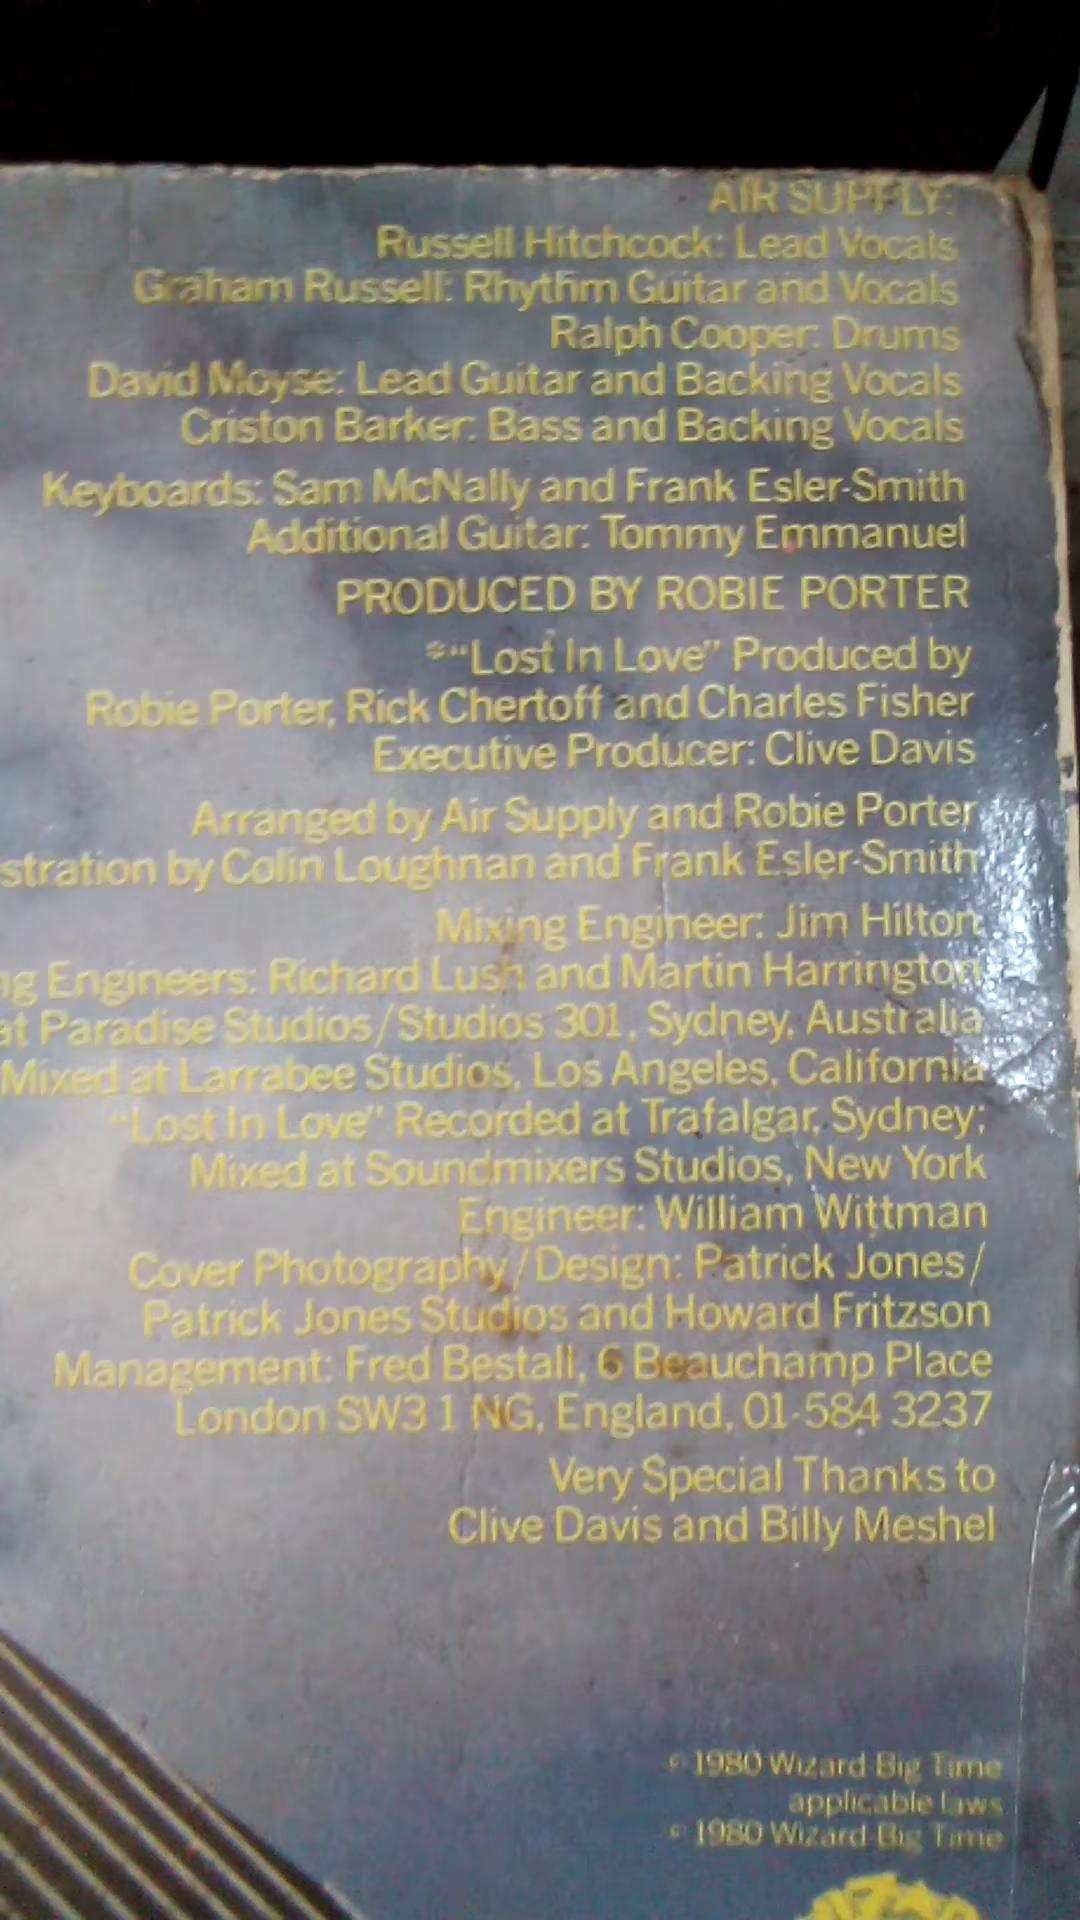 AIR SUPPLY:
Russell Hitchcock: Lead Vocals
Graham Russell: Rhythm Guitar and Vocals
Ralph Cooper: Drums
David Moyse: Lead Guitar and Backing Vocals
Criston Barker: Bass and Backing Vocals
Keyboards: Sam McNally and Frank Esler-Smith
Additional Guitar: Tommy Emmanuel
PRODUCED BY ROBIE PORTER
*“Lost In Love” Produced by
Robie Porter, Rick Chertoff and Charles Fisher
Executive Producer: Clive Davis
Arranged by Air Supply and Robie Porter
stration by Colin Loughnan and Frank Esler-Smith
Mixing Engineer: Jim Hilton
ng Engineers: Richard Lush and Martin Harrington
at Paradise Studios/Studios 301, Sydney, Australia
Mixed at Larrabee Studios, Los Angeles, California
“Lost In Love” Recorded at Trafalgar, Sydney;
Mixed at Soundmixers Studios, New York
Engineer: William Wittman
Cover Photography/Design: Patrick Jones/
Patrick Jones Studios and Howard Fritzson
Management: Fred Bestall, 6 Beauchamp Place
London SW3 1 NG, England, 01-584 3237
Very Special Thanks to
Clive Davis and Billy Meshel
© 1980 Wizard-Big Time
applicable laws
© 1980 Wizard-Big Time